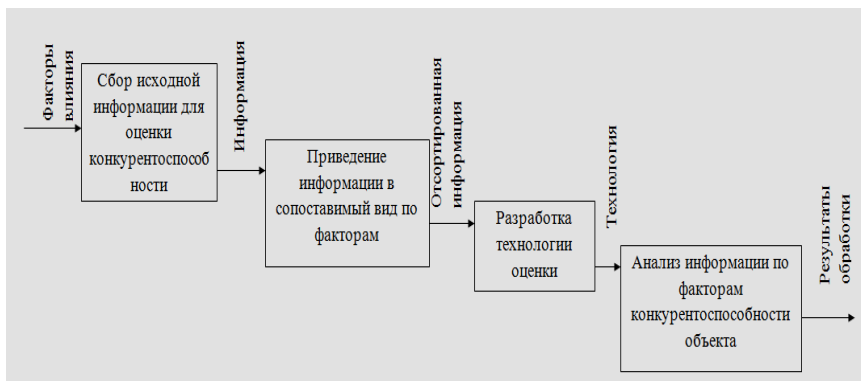 Факторы
влияния
Сбор исходной
информации для
оценки
конкурентоспособ
ности
Информация
Приведение
информации в
сопоставимый вид по
факторам
Отсортированная
информация
Разработка
технологии
оценки
Технология
Анализ информации по
факторам
конкурентоспособности
объекта
Результаты
обработки